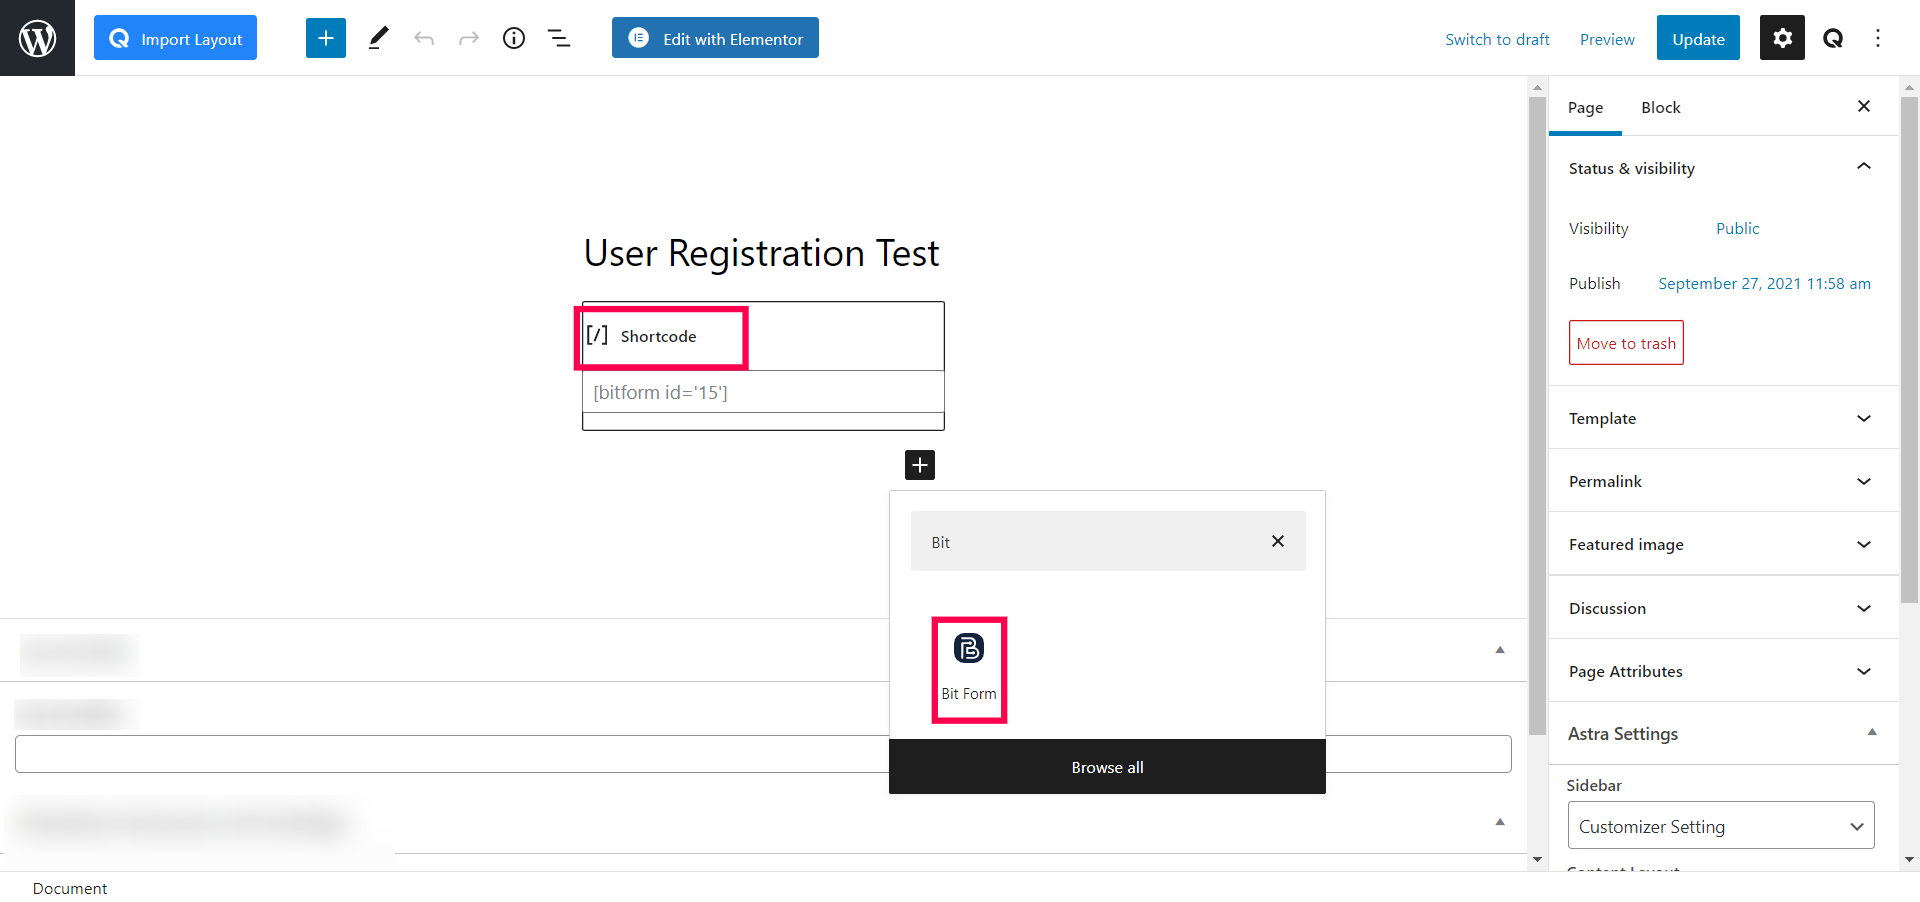 Import Layout
Edit with Elementor
Switch to draft
Preview
Update
User Registration Test
[/] Shortcode
[bitform id='15']
Bit
Bit Form
Browse all
Document
Page
Block
Status & visibility
Visibility
Public
Publish
September 27, 2021 11:58 am
Move to trash
Template
Permalink
Featured image
Discussion
Page Attributes
Astra Settings
Sidebar
Customizer Setting